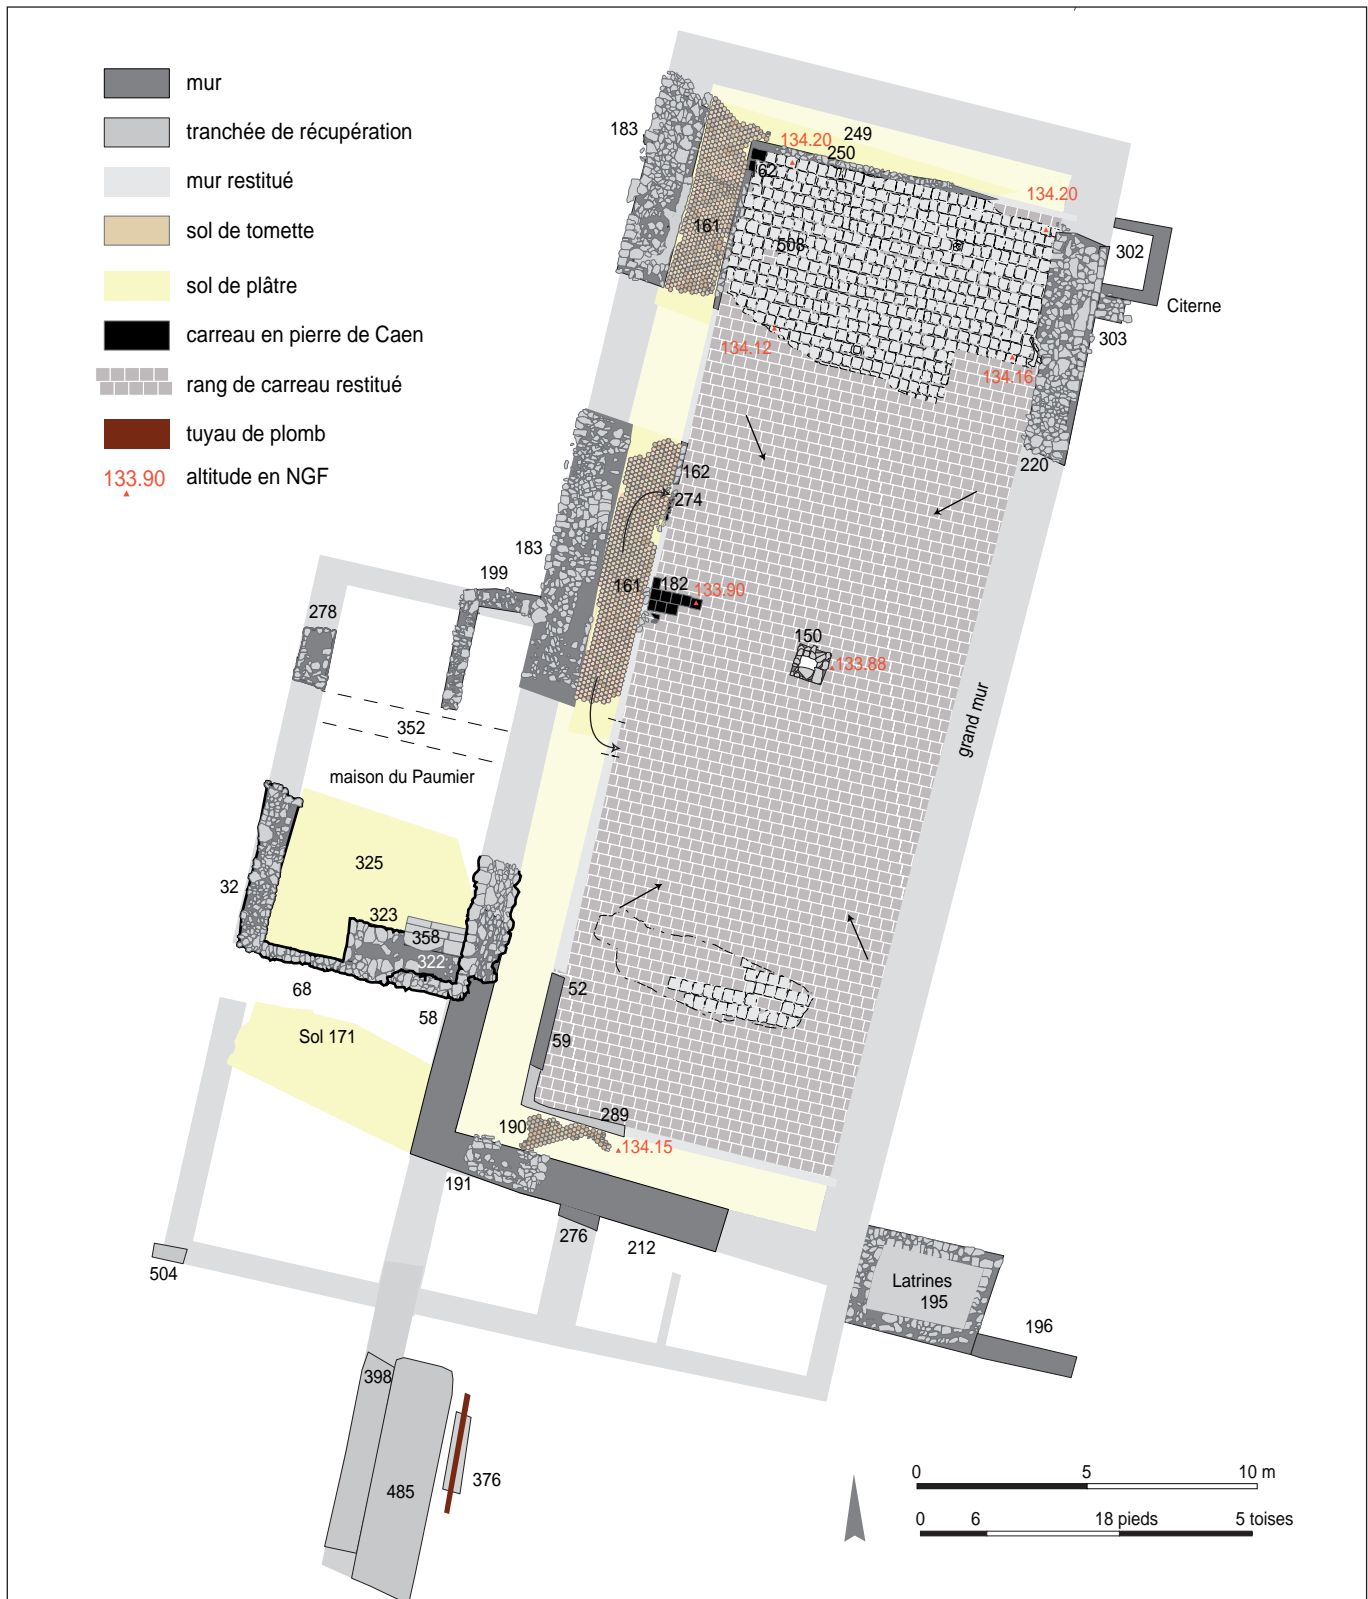 mur
tranchée de récupération
mur restitué
sol de tomette
sol de plâtre
carreau en pierre de Caen
rang de carreau restitué
tuyau de plomb
133.90 altitude en NGF
183
249
134.20
250
62
134.20
161
508
302
Citerne
303
134.12
134.16
220
162
274
183
199
161
182
133.90
278
150
133.88
grand mur
352
maison du Paumier
325
32
323
358
322
68
58
52
Sol 171
59
289
190
134.15
191
276
212
504
Latrines
195
196
398
485
376
0 5 10 m
0 6 18 pieds 5 toises